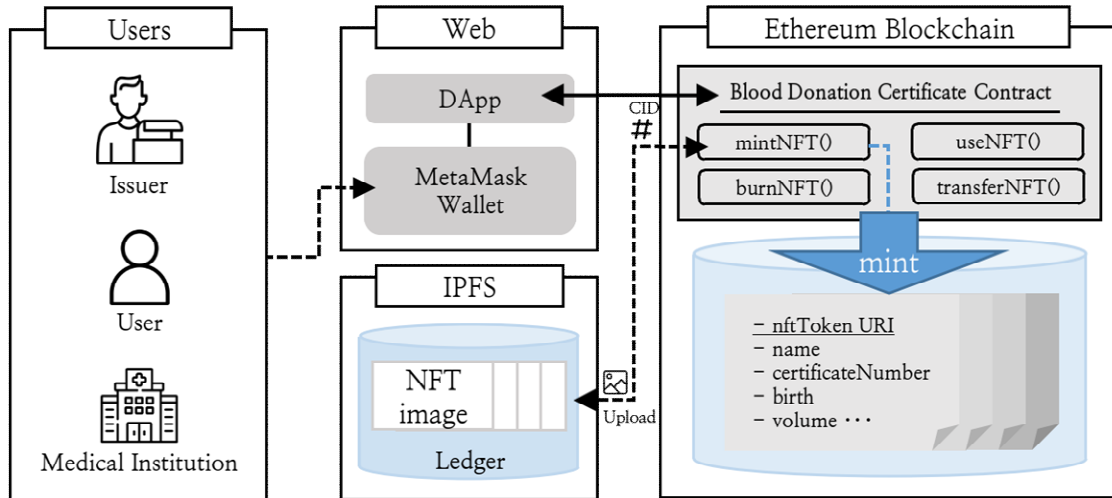 Users
Issuer
User
Medical Institution
Web
DApp
MetaMask
Wallet
IPFS
NFT
image
Ledger
CID
#
Upload
Ethereum Blockchain
Blood Donation Certificate Contract
mintNFT()
useNFT()
burnNFT()
transferNFT()
mint
- nftToken URI
- name
- certificateNumber
- birth
- volume ···